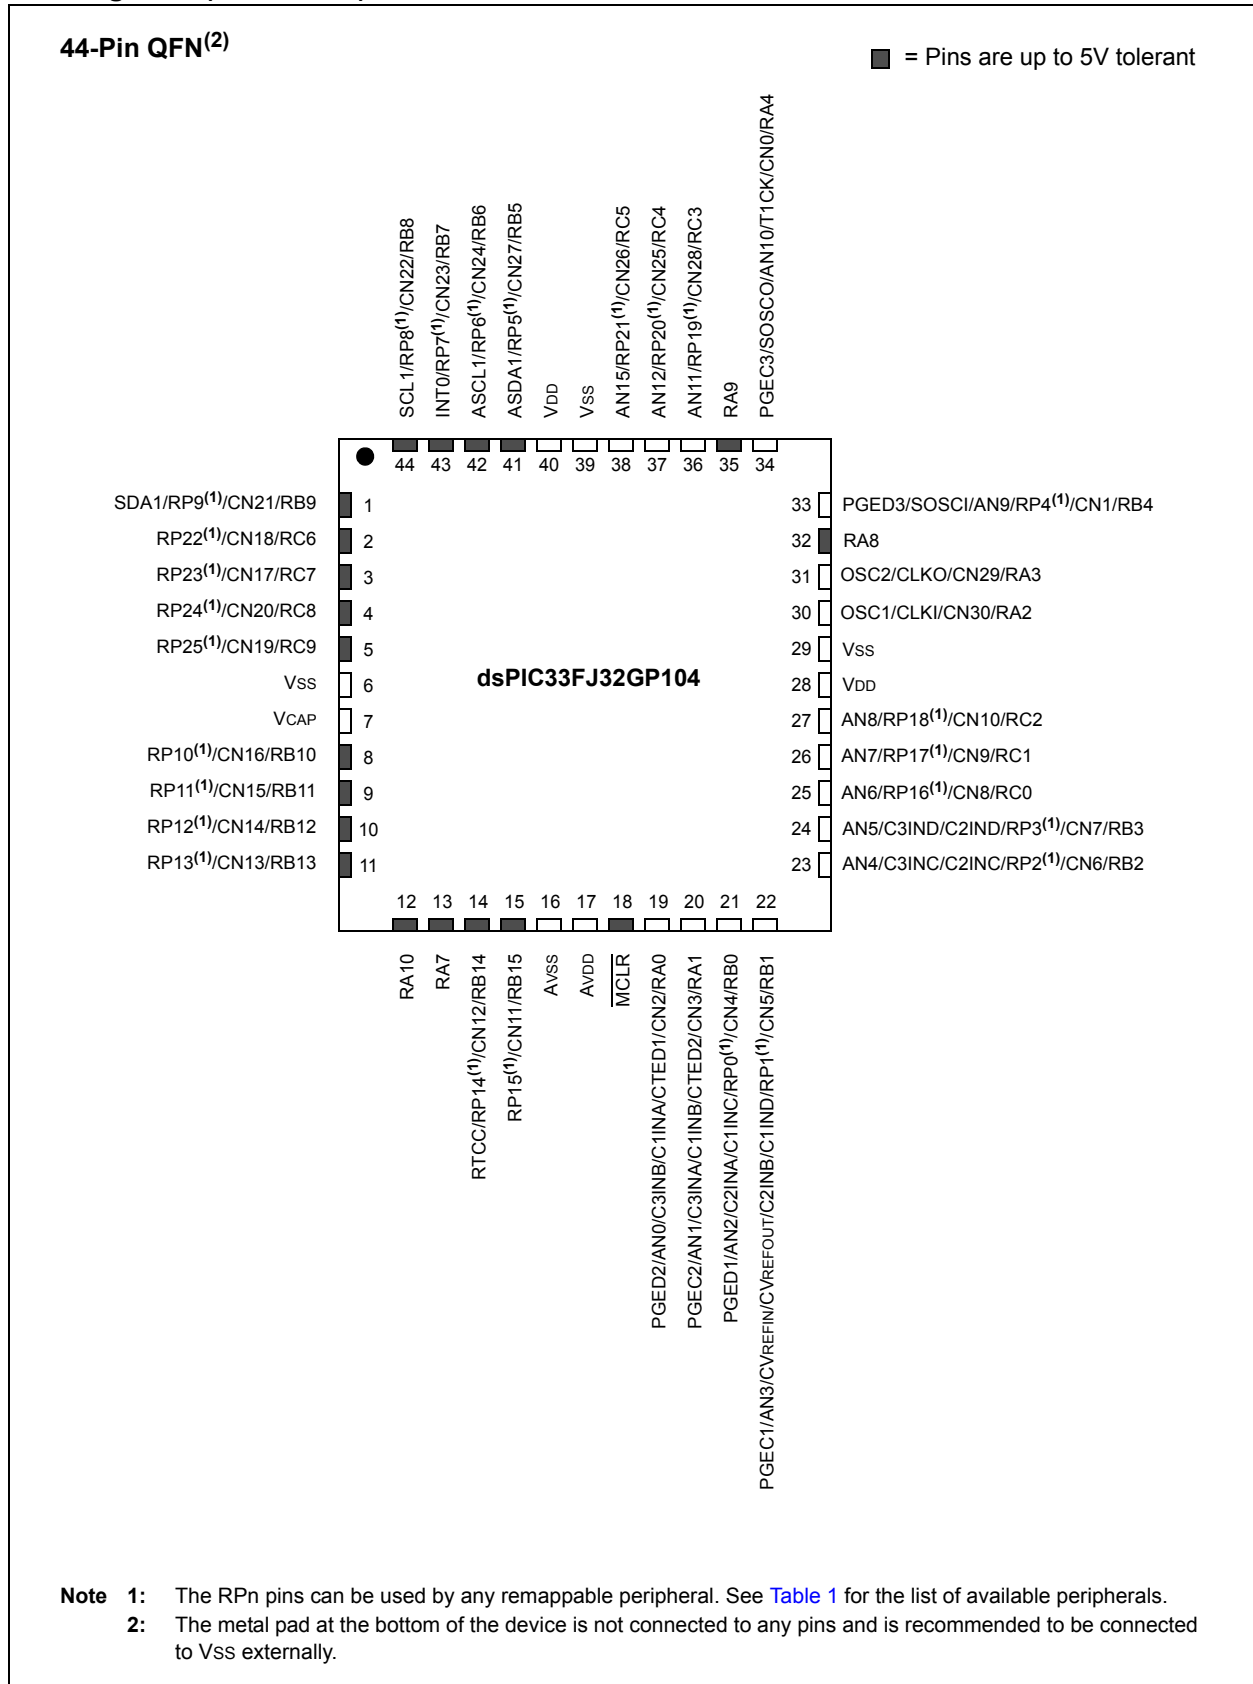 44-Pin QFN(2)
= Pins are up to 5V tolerant
SCL1/RP8(1)/CN22/RB8
INT0/RP7(1)/CN23/RB7
ASCL1/RP6(1)/CN24/RB6
ASDA1/RP5(1)/CN27/RB5
VDD
VSS
AN15/RP21(1)/CN26/RC5
AN12/RP20(1)/CN25/RC4
AN11/RP19(1)/CN28/RC3
RA9
PGEC3/SOSCO/AN10/T1CK/CN0/RA4
44 43 42 41 40 39 38 37 36 35 34
SDA1/RP9(1)/CN21/RB9 1
RP22(1)/CN18/RC6 2
RP23(1)/CN17/RC7 3
RP24(1)/CN20/RC8 4
RP25(1)/CN19/RC9 5
VSS 6
VCAP 7
RP10(1)/CN16/RB10 8
RP11(1)/CN15/RB11 9
RP12(1)/CN14/RB12 10
RP13(1)/CN13/RB13 11
dsPIC33FJ32GP104
33 PGED3/SOSCI/AN9/RP4(1)/CN1/RB4
32 RA8
31 OSC2/CLKO/CN29/RA3
30 OSC1/CLKI/CN30/RA2
29 VSS
28 VDD
27 AN8/RP18(1)/CN10/RC2
26 AN7/RP17(1)/CN9/RC1
25 AN6/RP16(1)/CN8/RC0
24 AN5/C3IND/C2IND/RP3(1)/CN7/RB3
23 AN4/C3INC/C2INC/RP2(1)/CN6/RB2
12 13 14 15 16 17 18 19 20 21 22
RA10
RA7
RTCC/RP14(1)/CN12/RB14
RP15(1)/CN11/RB15
AVSS
AVDD
MCLR
PGED2/AN0/C3INB/C1INA/CTED1/CN2/RA0
PGEC2/AN1/C3INA/C1INB/CTED2/CN3/RA1
PGED1/AN2/C2INA/C1INC/RP0(1)/CN4/RB0
PGEC1/AN3/CVREFIN/CVREFOUT/C2INB/C1IND/RP1(1)/CN5/RB1
Note 1: The RPn pins can be used by any remappable peripheral. See Table 1 for the list of available peripherals.
2: The metal pad at the bottom of the device is not connected to any pins and is recommended to be connected
to VSS externally.